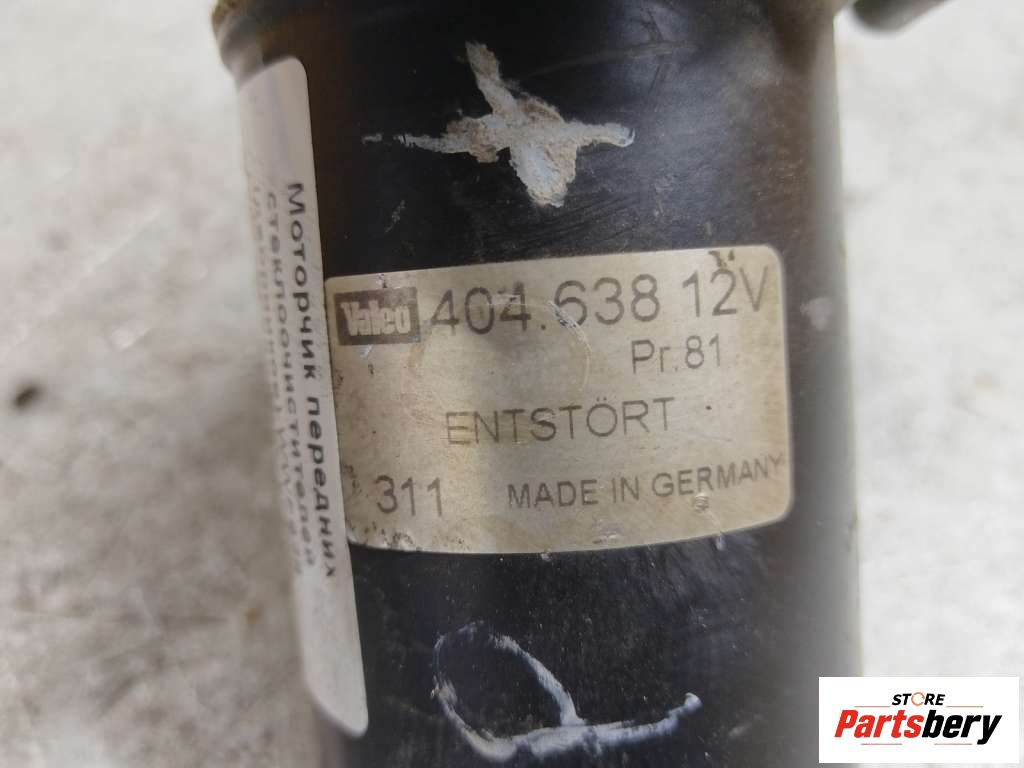 Valeo 404.638 12V
Pr.81
ENTSTÖRT
311 MADE IN GERMANY
Моторчик передних
стеклоочистителей
STORE
Partsbery